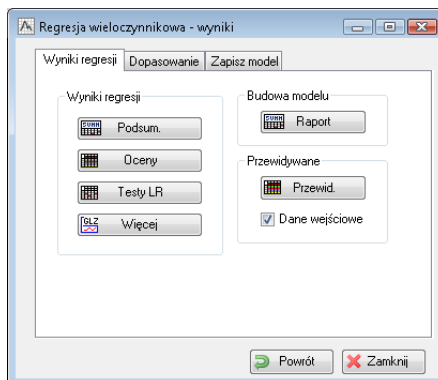 Regresja wieloczynnikowa - wyniki
Wyniki regresji Dopasowanie Zapisz model
Wyniki regresji
SUMM Podsum.
Oceny
Testy LR
GLZ Więcej
Budowa modelu
SUMM Raport
Przewidywane
Przewid.
Dane wejściowe
Powrót Zamknij